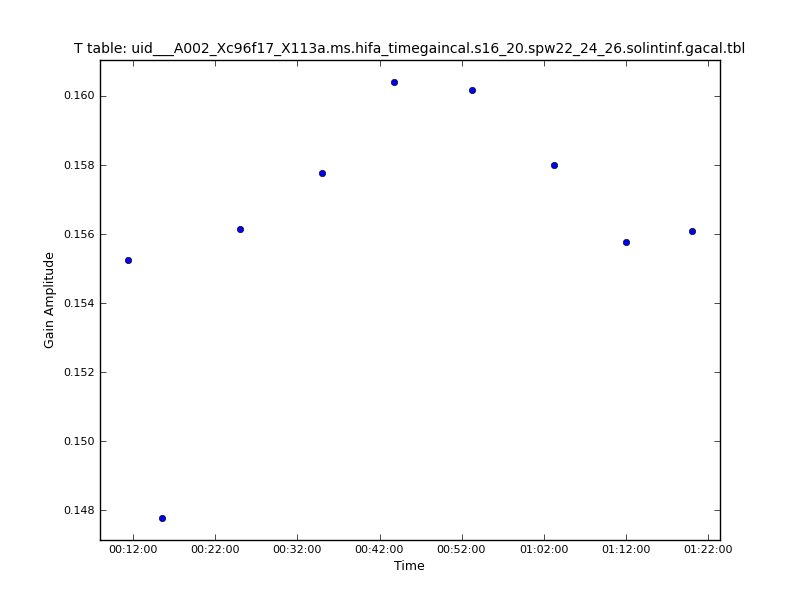 T table: uid___A002_Xc96f17_X113a.ms.hifa_timegaincal.s16_20.spw22_24_26.solintinf.gacal.tbl
0.160
0.158
0.156
0.154
0.152
0.150
0.148
Gain Amplitude
00:12:00 00:22:00 00:32:00 00:42:00 00:52:00 01:02:00 01:12:00 01:22:00
Time